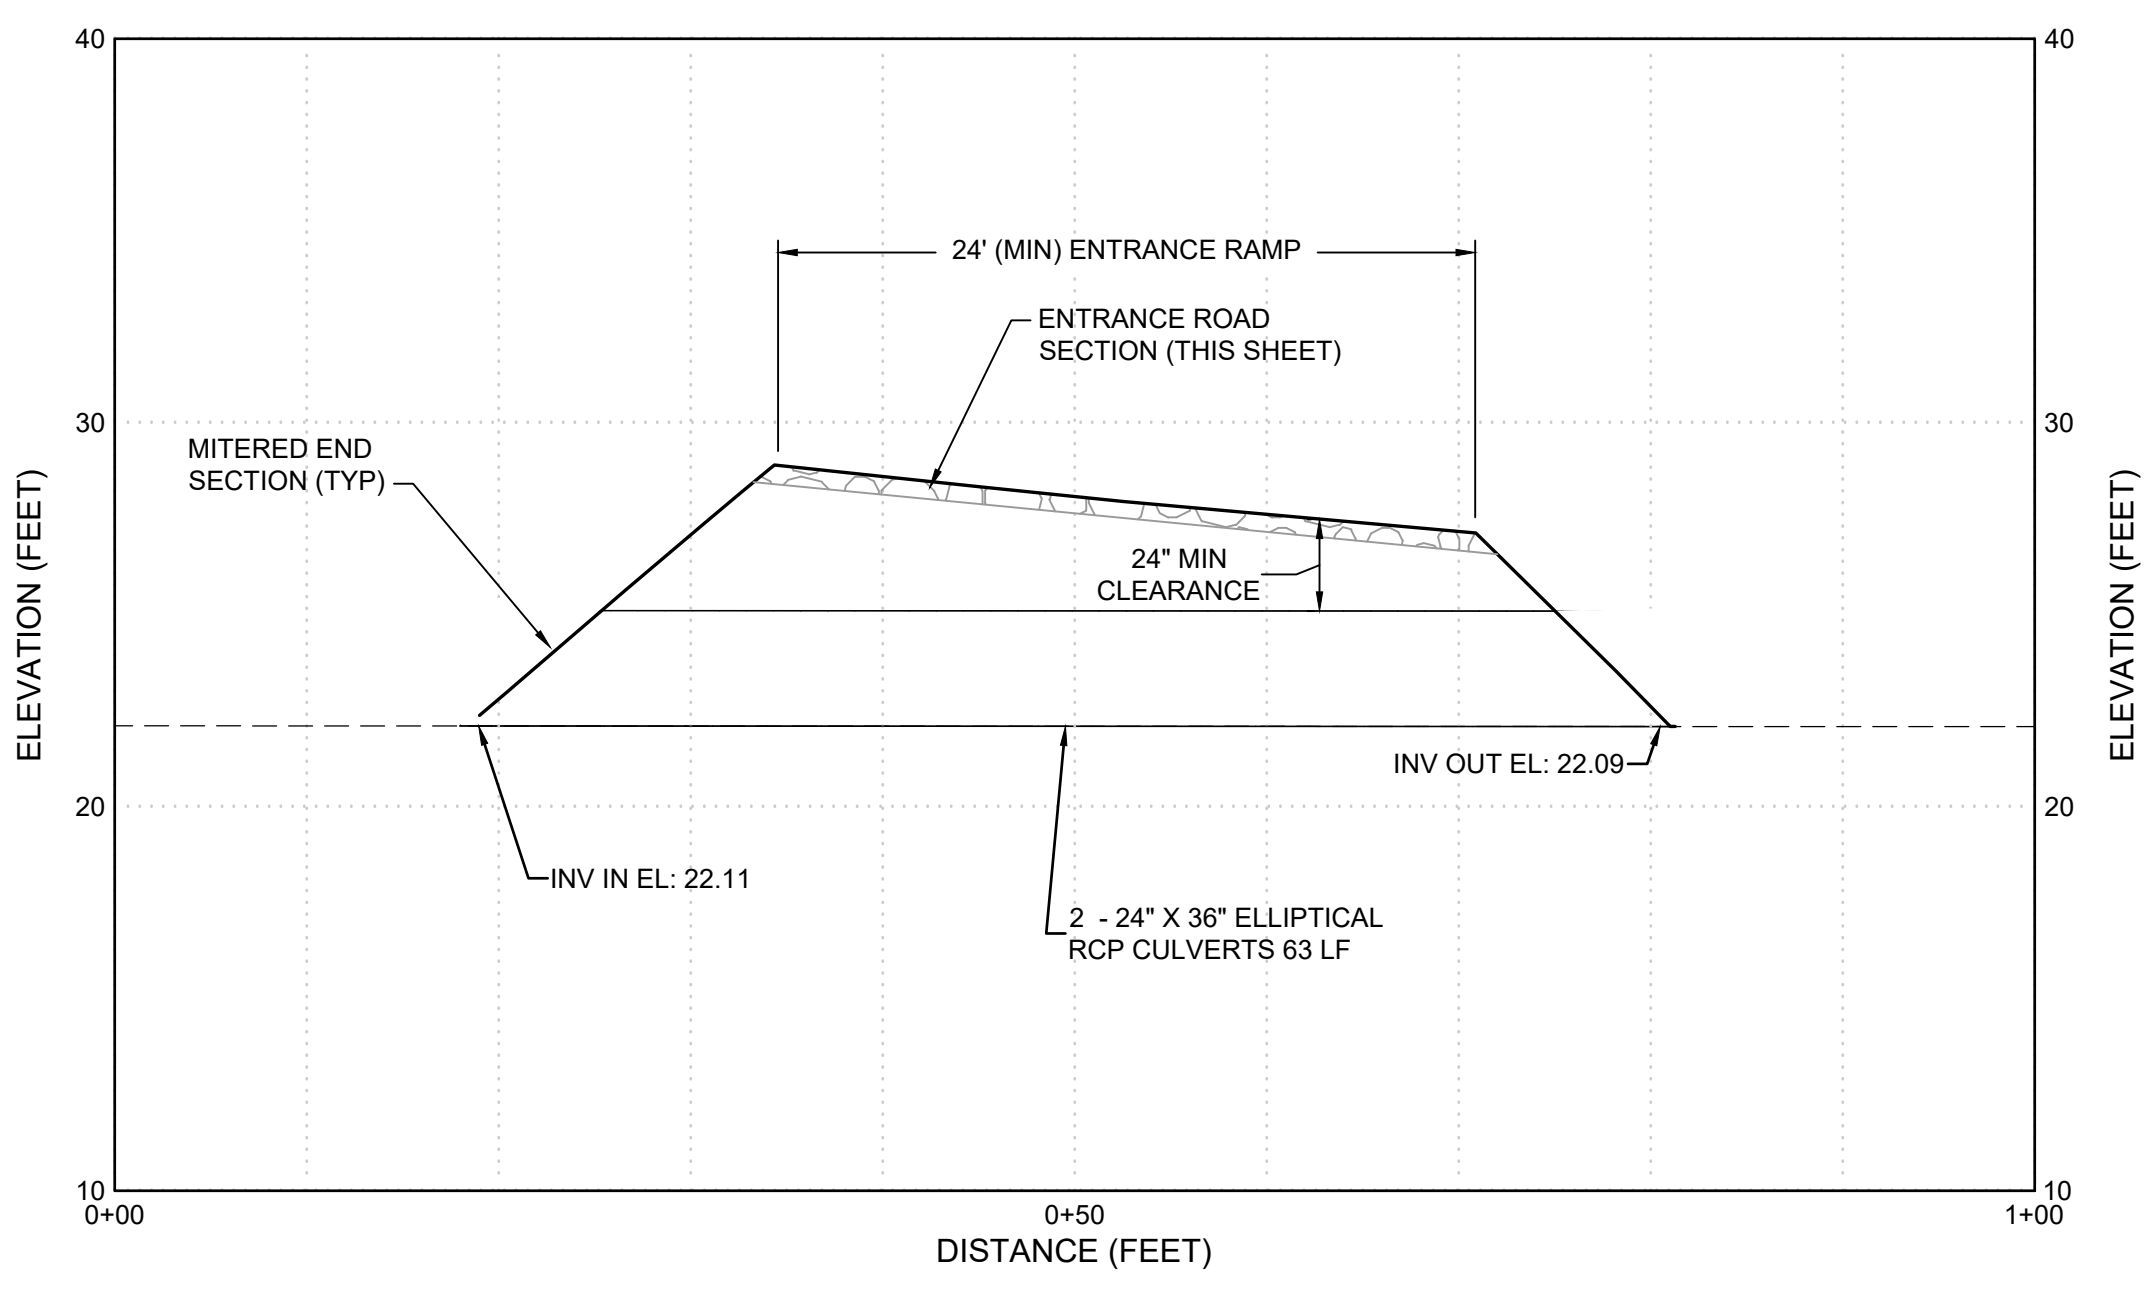 40
40
24' (MIN) ENTRANCE RAMP
ENTRANCE ROAD
SECTION (THIS SHEET)
30
30
MITERED END
SECTION (TYP)
24" MIN
CLEARANCE
ELEVATION (FEET)
ELEVATION (FEET)
INV OUT EL: 22.09
20
20
INV IN EL: 22.11
2 - 24" X 36" ELLIPTICAL
RCP CULVERTS 63 LF
10
10
0+00
0+50
1+00
DISTANCE (FEET)